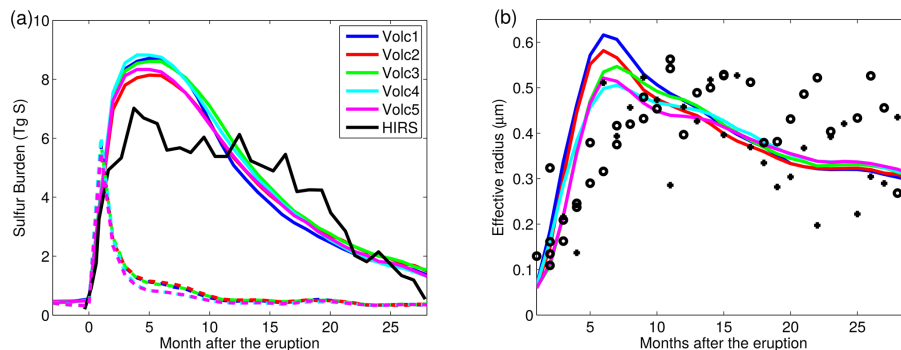 (a)
10
8
6
4
2
0
Sulfur Burden (Tg S)
0
5
10
15
20
25
Month after the eruption
Volc1
Volc2
Volc3
Volc4
Volc5
HIRS
(b)
0.6
0.5
0.4
0.3
0.2
0.1
0
Effective radius (µm)
5
10
15
20
25
Months after the eruption